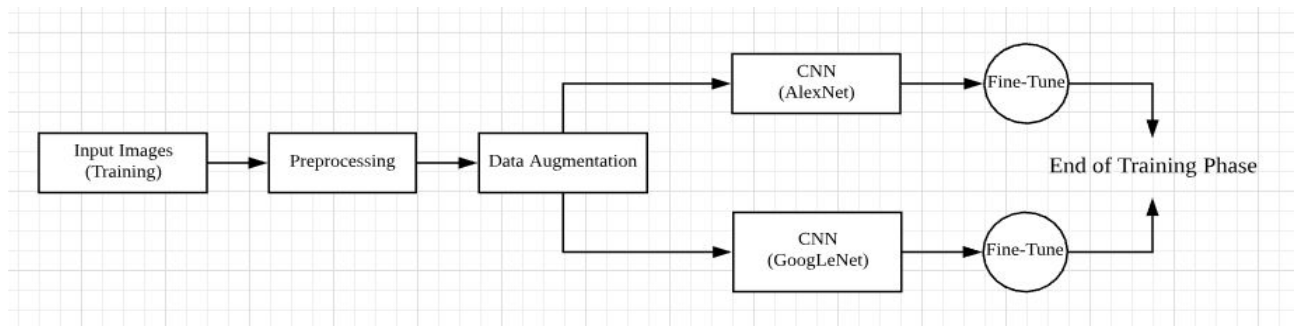 Input Images
(Training)
Preprocessing
Data Augmentation
CNN
(AlexNet)
Fine-Tune
CNN
(GoogLeNet)
Fine-Tune
End of Training Phase